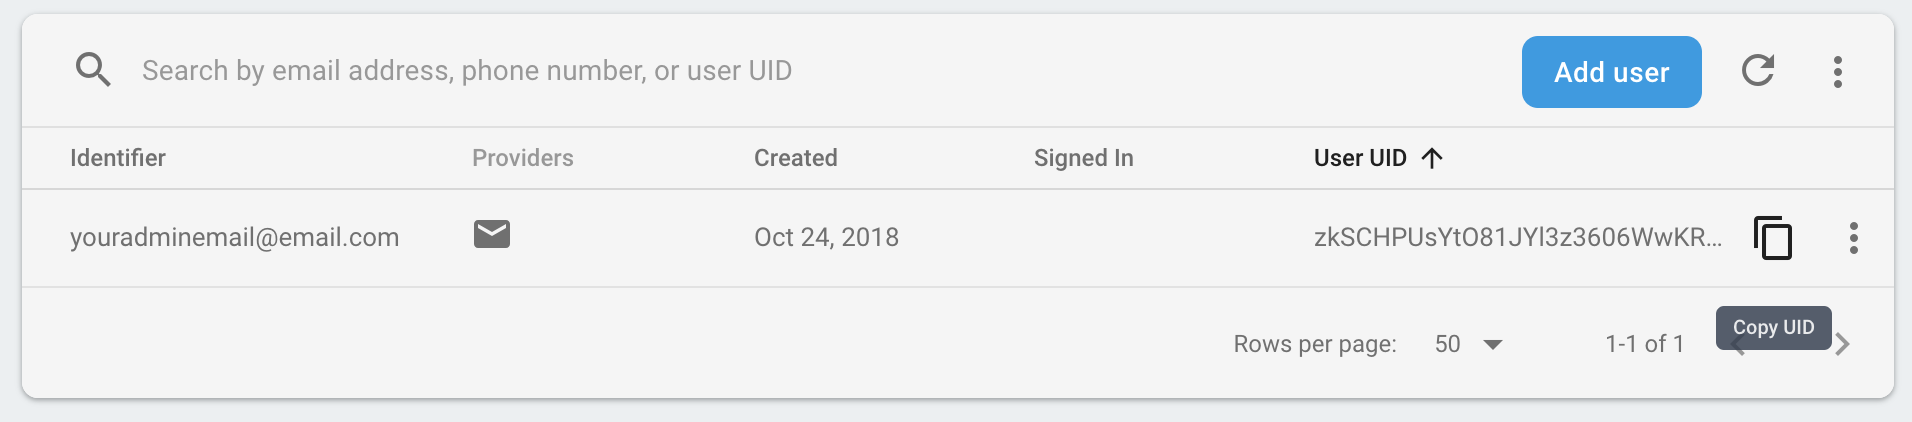 Search by email address, phone number, or user UID Add user
Identifier Providers Created Signed In User UID
youradminemail@email.com Oct 24, 2018 zkSCHPUsYtO81JYl3z3606WwKR...
Copy UID
Rows per page: 50 1-1 of 1